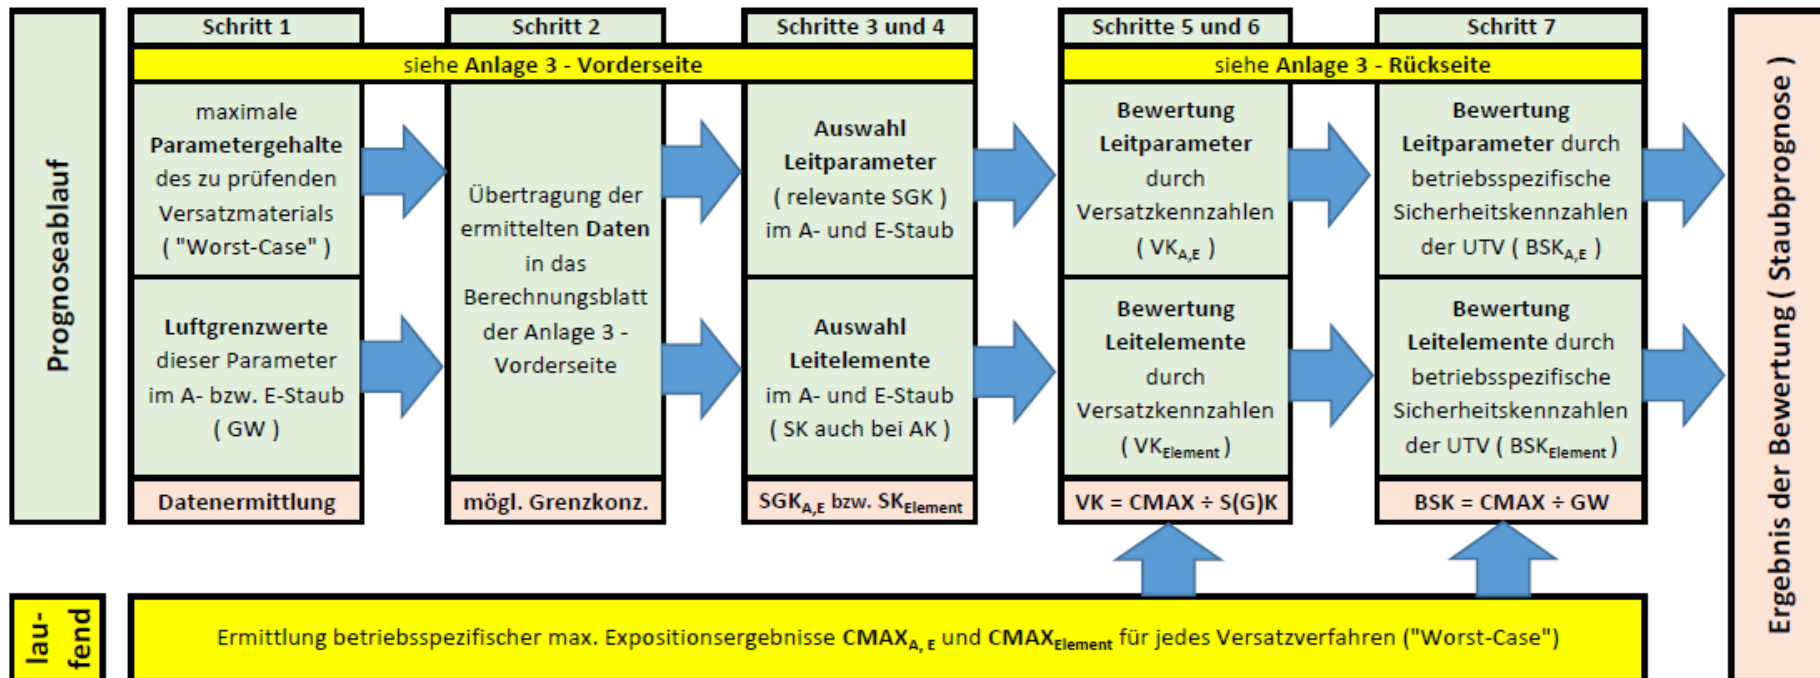 Prognoseablauf
Schritt 1
Schritt 2
Schritte 3 und 4
Schritte 5 und 6
Schritt 7
siehe Anlage 3 - Vorderseite
siehe Anlage 3 - Rückseite
maximale
Parametergehalte
des zu prüfenden
Versatzmaterials
( "Worst-Case" )
Luftgrenzwerte
dieser Parameter
im A- bzw. E-Staub
( GW )
Datenermittlung
Übertragung der
ermittelten Daten
in das
Berechnungsblatt
der Anlage 3 -
Vorderseite
mögl. Grenzkonz.
Auswahl
Leitparameter
( relevante SGK )
im A- und E-Staub
Auswahl
Leitelemente
im A- und E-Staub
( SK auch bei AK )
SGKA,E bzw. SKElement
Bewertung
Leitparameter
durch
Versatzkennzahlen
( VKA,E )
Bewertung
Leitelemente
durch
Versatzkennzahlen
( VKElement )
VK = CMAX ÷ S(G)K
Bewertung
Leitparameter durch
betriebsspezifische
Sicherheitskennzahlen
der UTV ( BSKA,E )
Bewertung
Leitelemente durch
betriebsspezifische
Sicherheitskennzahlen
der UTV ( BSKElement )
BSK = CMAX ÷ GW
Ergebnis der Bewertung ( Staubprognose )
lau-
fend
Ermittlung betriebsspezifischer max. Expositionsergebnisse CMAXA, E und CMAXElement für jedes Versatzverfahren ("Worst-Case")